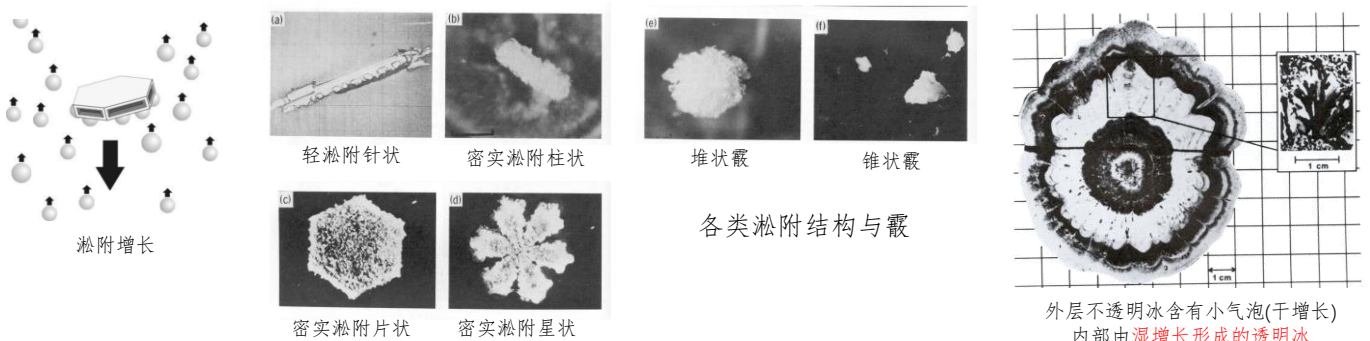 淞附增长
(a)
(b)
轻淞附针状
密实淞附柱状
(c)
(d)
密实淞附片状
密实淞附星状
(e)
(f)
堆状霰
锥状霰
各类淞附结构与霰
1 cm
1 cm
外层不透明冰含有小气泡(干增长)
内部由湿增长形成的透明冰